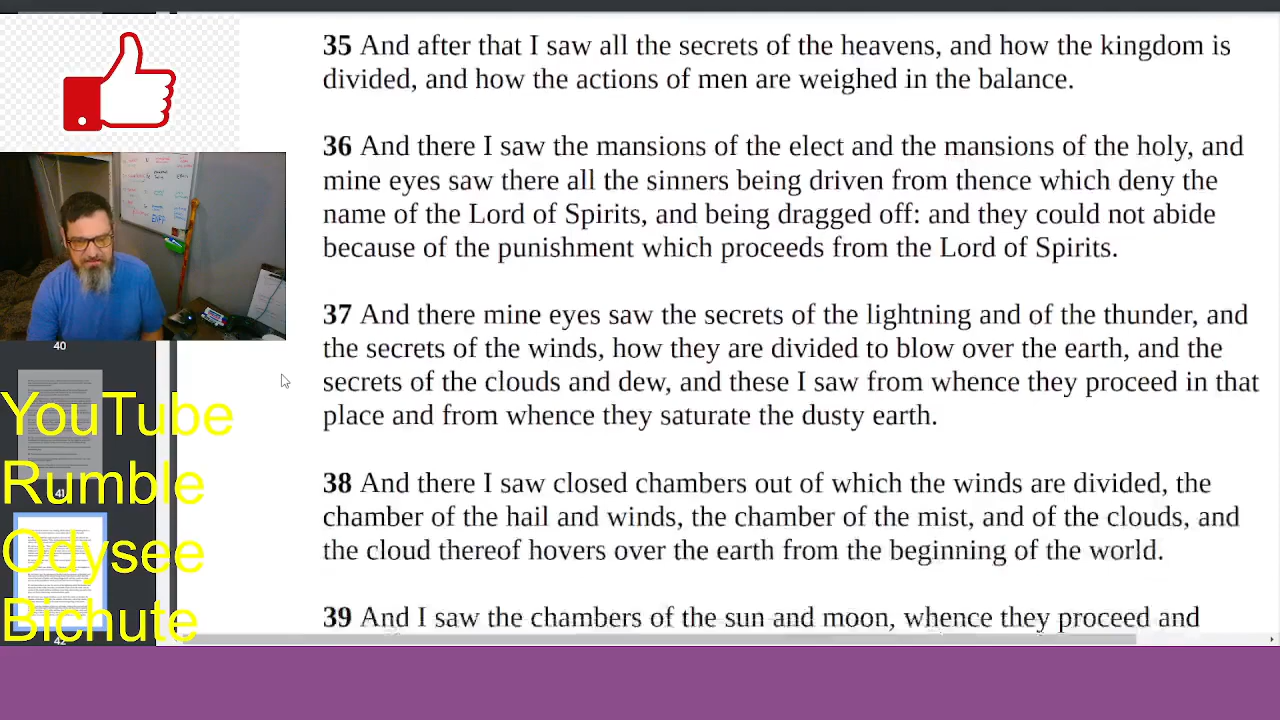 35 And after that I saw all the secrets of the heavens, and how the kingdom is
divided, and how the actions of men are weighed in the balance.
36 And there I saw the mansions of the elect and the mansions of the holy, and
mine eyes saw there all the sinners being driven from thence which deny the
name of the Lord of Spirits, and being dragged off: and they could not abide
because of the punishment which proceeds from the Lord of Spirits.
37 And there mine eyes saw the secrets of the lightning and of the thunder, and
the secrets of the winds, how they are divided to blow over the earth, and the
secrets of the clouds and dew, and these I saw from whence they proceed in that
place and from whence they saturate the dusty earth.
38 And there I saw closed chambers out of which the winds are divided, the
chamber of the hail and winds, the chamber of the mist, and of the clouds, and
the cloud thereof hovers over the earth from the beginning of the world.
39 And I saw the chambers of the sun and moon, whence they proceed and
40
YouTube
Rumble
41
Odysee
Bichute
42